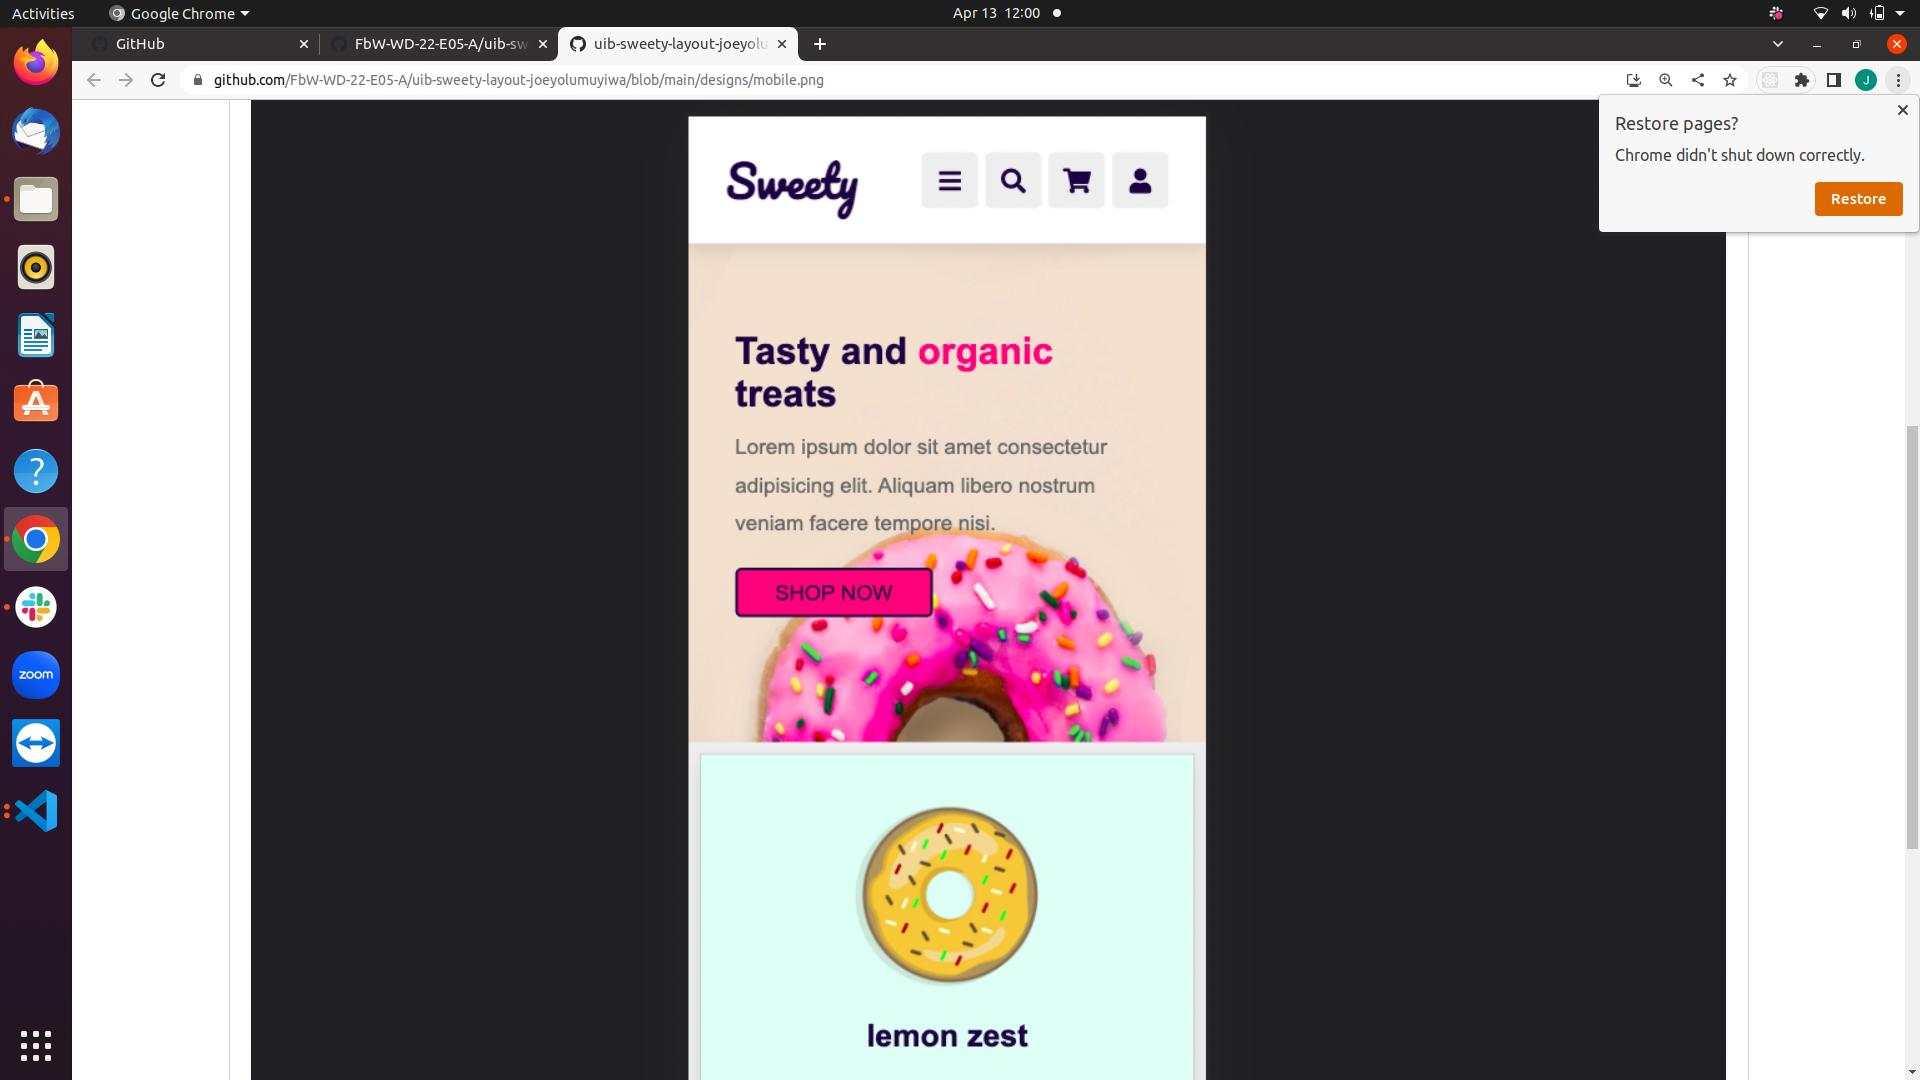 Activities
Google Chrome
Apr 13 12:00
GitHub
FbW-WD-22-E05-A/uib-sw
uib-sweety-layout-joeyolu
github.com/FbW-WD-22-E05-A/uib-sweety-layout-joeyolumuyiwa/blob/main/designs/mobile.png
J
Restore pages?
Chrome didn't shut down correctly.
Restore
Sweety
Tasty and organic
treats
Lorem ipsum dolor sit amet consectetur
adipisicing elit. Aliquam libero nostrum
veniam facere tempore nisi.
SHOP NOW
zoom
lemon zest